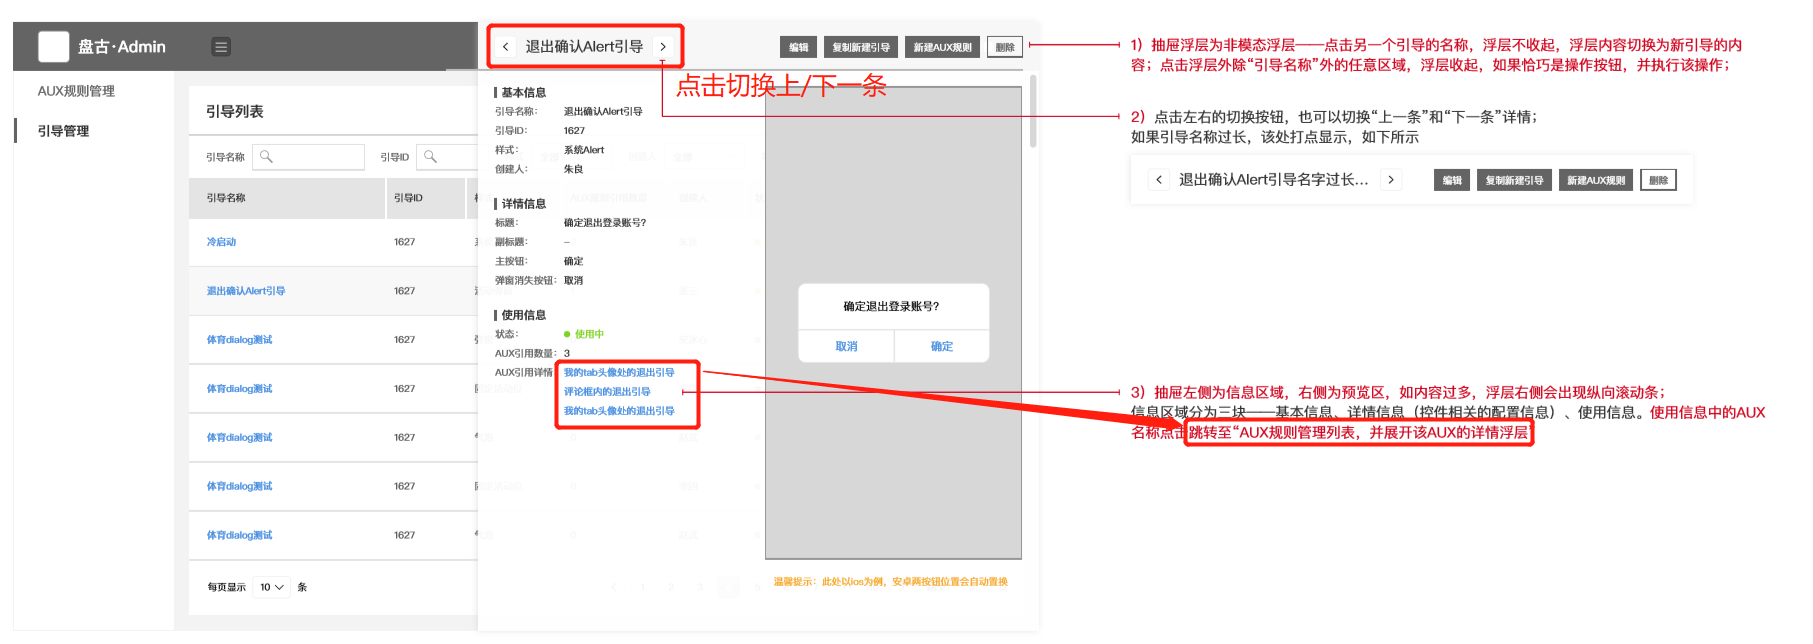 盘古·Admin
AUX规则管理
引导管理
引导列表
引导名称
引导ID
引导名称
引导ID
冷启动
1627
退出确认Alert引导
1627
体育dialog测试
1627
体育dialog测试
1627
体育dialog测试
1627
体育dialog测试
1627
体育dialog测试
1627
每页显示 10 条
< 退出确认Alert引导 >
编辑
复制新建引导
新建AUX规则
删除
点击切换上/下一条
基本信息
引导名称: 退出确认Alert引导
引导ID: 1627
样式: 系统Alert
创建人: 朱良
详情信息
标题: 确定退出登录账号?
副标题: –
主按钮: 确定
弹窗消失按钮: 取消
使用信息
状态: 使用中
AUX引用数量: 3
AUX引用详情 我的tab头像处的退出引导
评论框内的退出引导
我的tab头像处的退出引导
确定退出登录账号?
取消
确定
温馨提示：此处以ios为例，安卓两按钮位置会自动置换
1）抽屉浮层为非模态浮层——点击另一个引导的名称，浮层不收起，浮层内容切换为新引导的内
容；点击浮层外除“引导名称”外的任意区域，浮层收起，如果恰巧是操作按钮，并执行该操作；
2）点击左右的切换按钮，也可以切换“上一条”和“下一条”详情；
如果引导名称过长，该处打点显示，如下所示
< 退出确认Alert引导名字过长... >
编辑
复制新建引导
新建AUX规则
删除
3）抽屉左侧为信息区域，右侧为预览区，如内容过多，浮层右侧会出现纵向滚动条；
信息区域分为三块——基本信息、详情信息（控件相关的配置信息）、使用信息。使用信息中的AUX
名称点击跳转至“AUX规则管理列表，并展开该AUX的详情浮层”